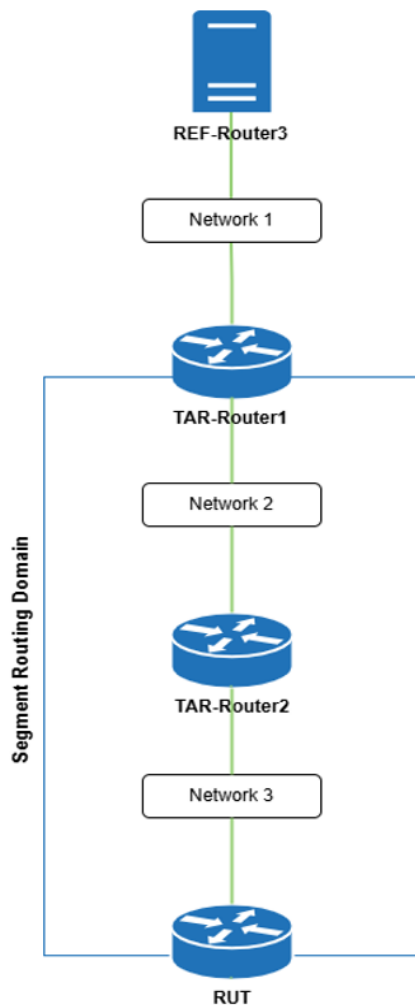 REF-Router3
Network 1
TAR-Router1
Network 2
Segment Routing Domain
TAR-Router2
Network 3
RUT